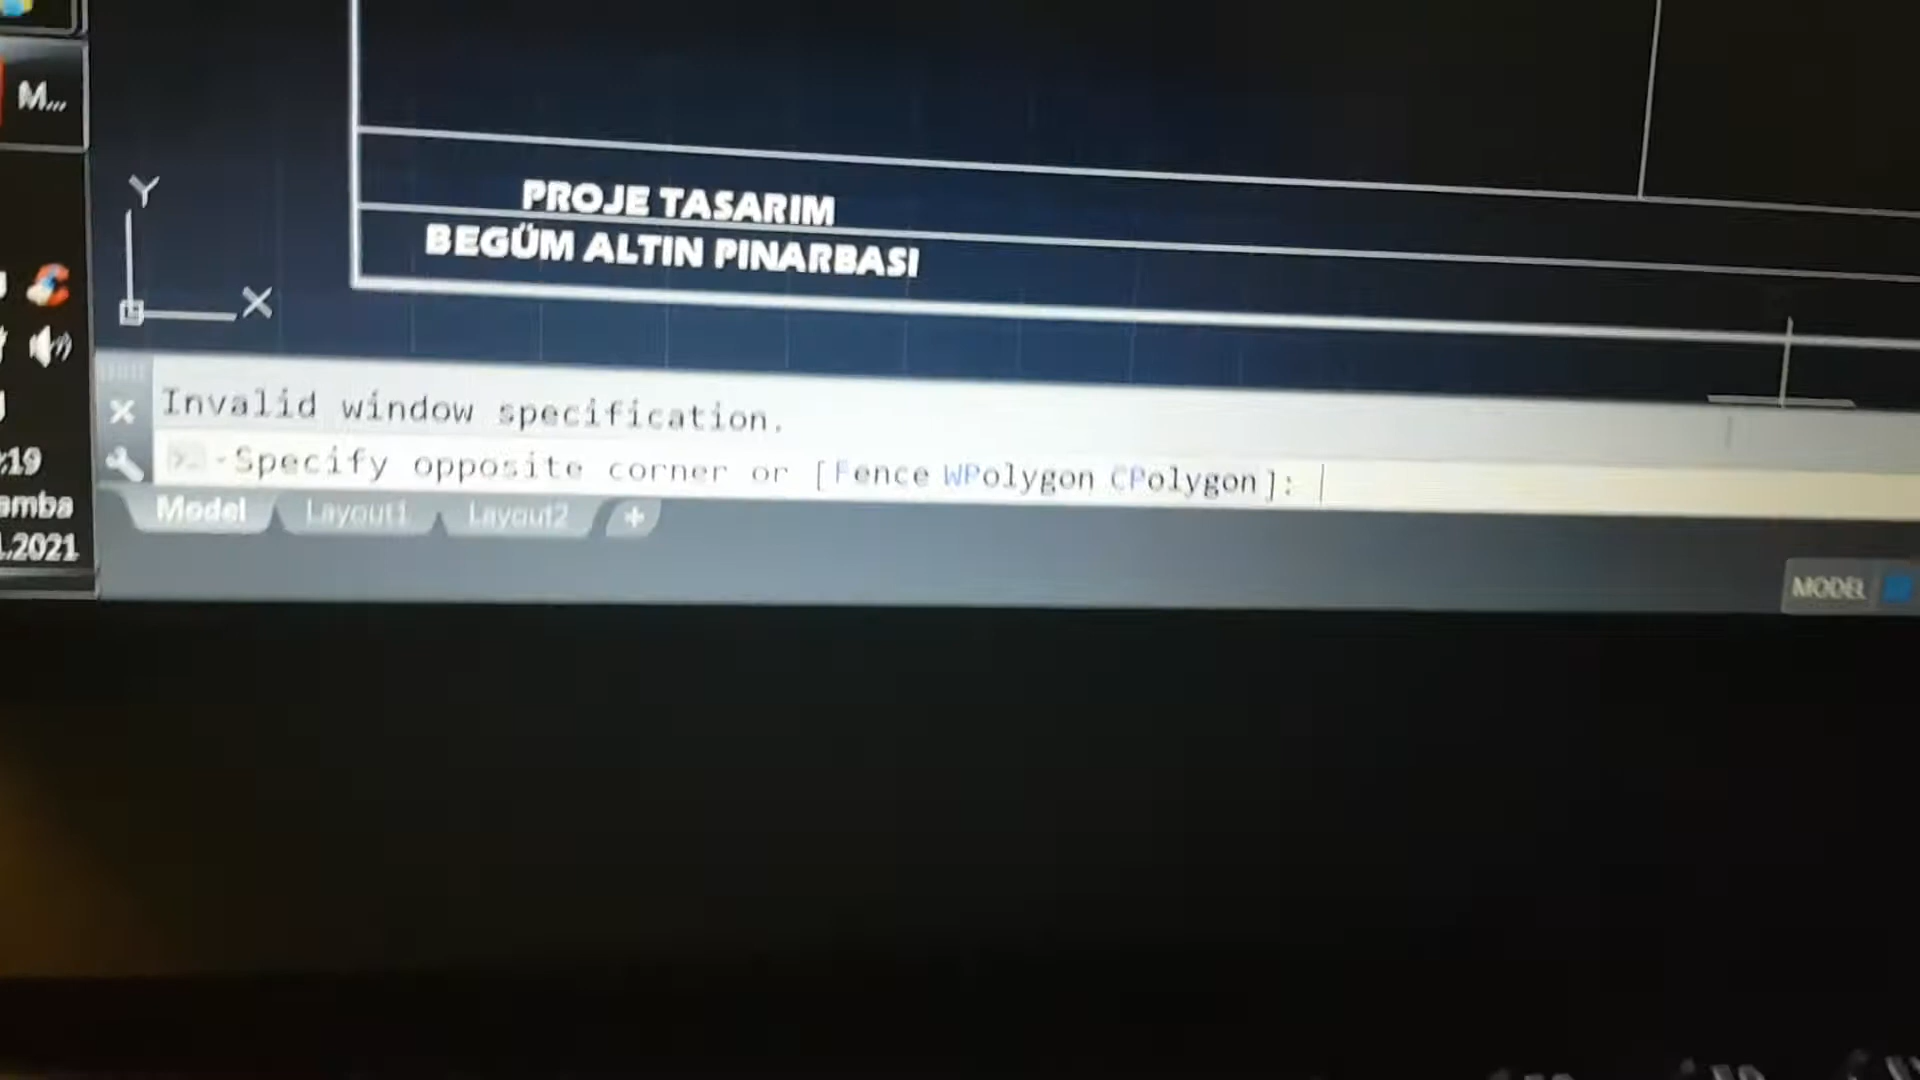 M...
Y
PROJE TASARIM
BEGÜM ALTIN PINARBASI
X
Invalid window specification.
-Specify opposite corner or [Fence WPolygon CPolygon]:
:19
amba
.2021
Model
Layout1
Layout2
+
MODEL